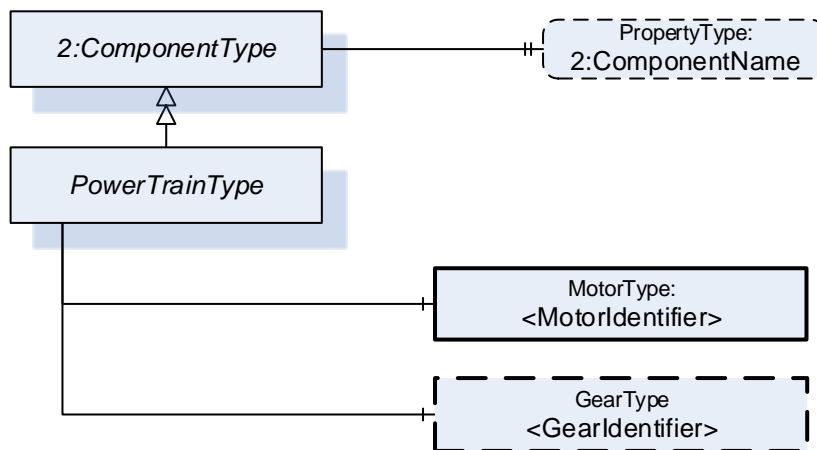 2:ComponentType
PropertyType:
2:ComponentName
PowerTrainType
MotorType:
<MotorIdentifier>
GearType
<GearIdentifier>